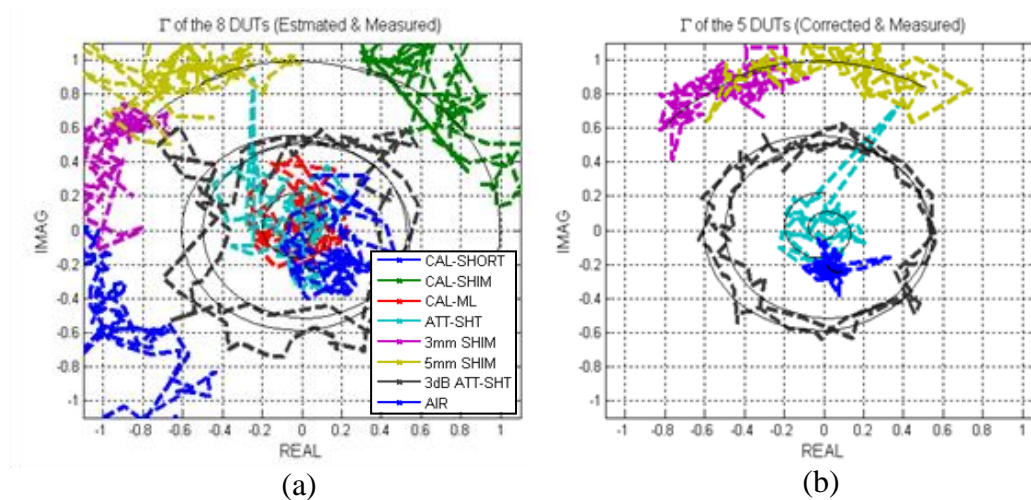 Γ of the 8 DUTs (Estmated & Measured)
1
0.8
0.6
0.4
0.2
0
-0.2
-0.4
-0.6
-0.8
-1
IMAG
-1 -0.8 -0.6 -0.4 -0.2 0 0.2 0.4 0.6 0.8 1
REAL
CAL-SHORT
CAL-SHIM
CAL-ML
ATT-SHT
3mm SHIM
5mm SHIM
3dB ATT-SHT
AIR
(a)
Γ of the 5 DUTs (Corrected & Measured)
1
0.8
0.6
0.4
0.2
0
-0.2
-0.4
-0.6
-0.8
-1
IMAG
-1 -0.8 -0.6 -0.4 -0.2 0 0.2 0.4 0.6 0.8 1
REAL
(b)